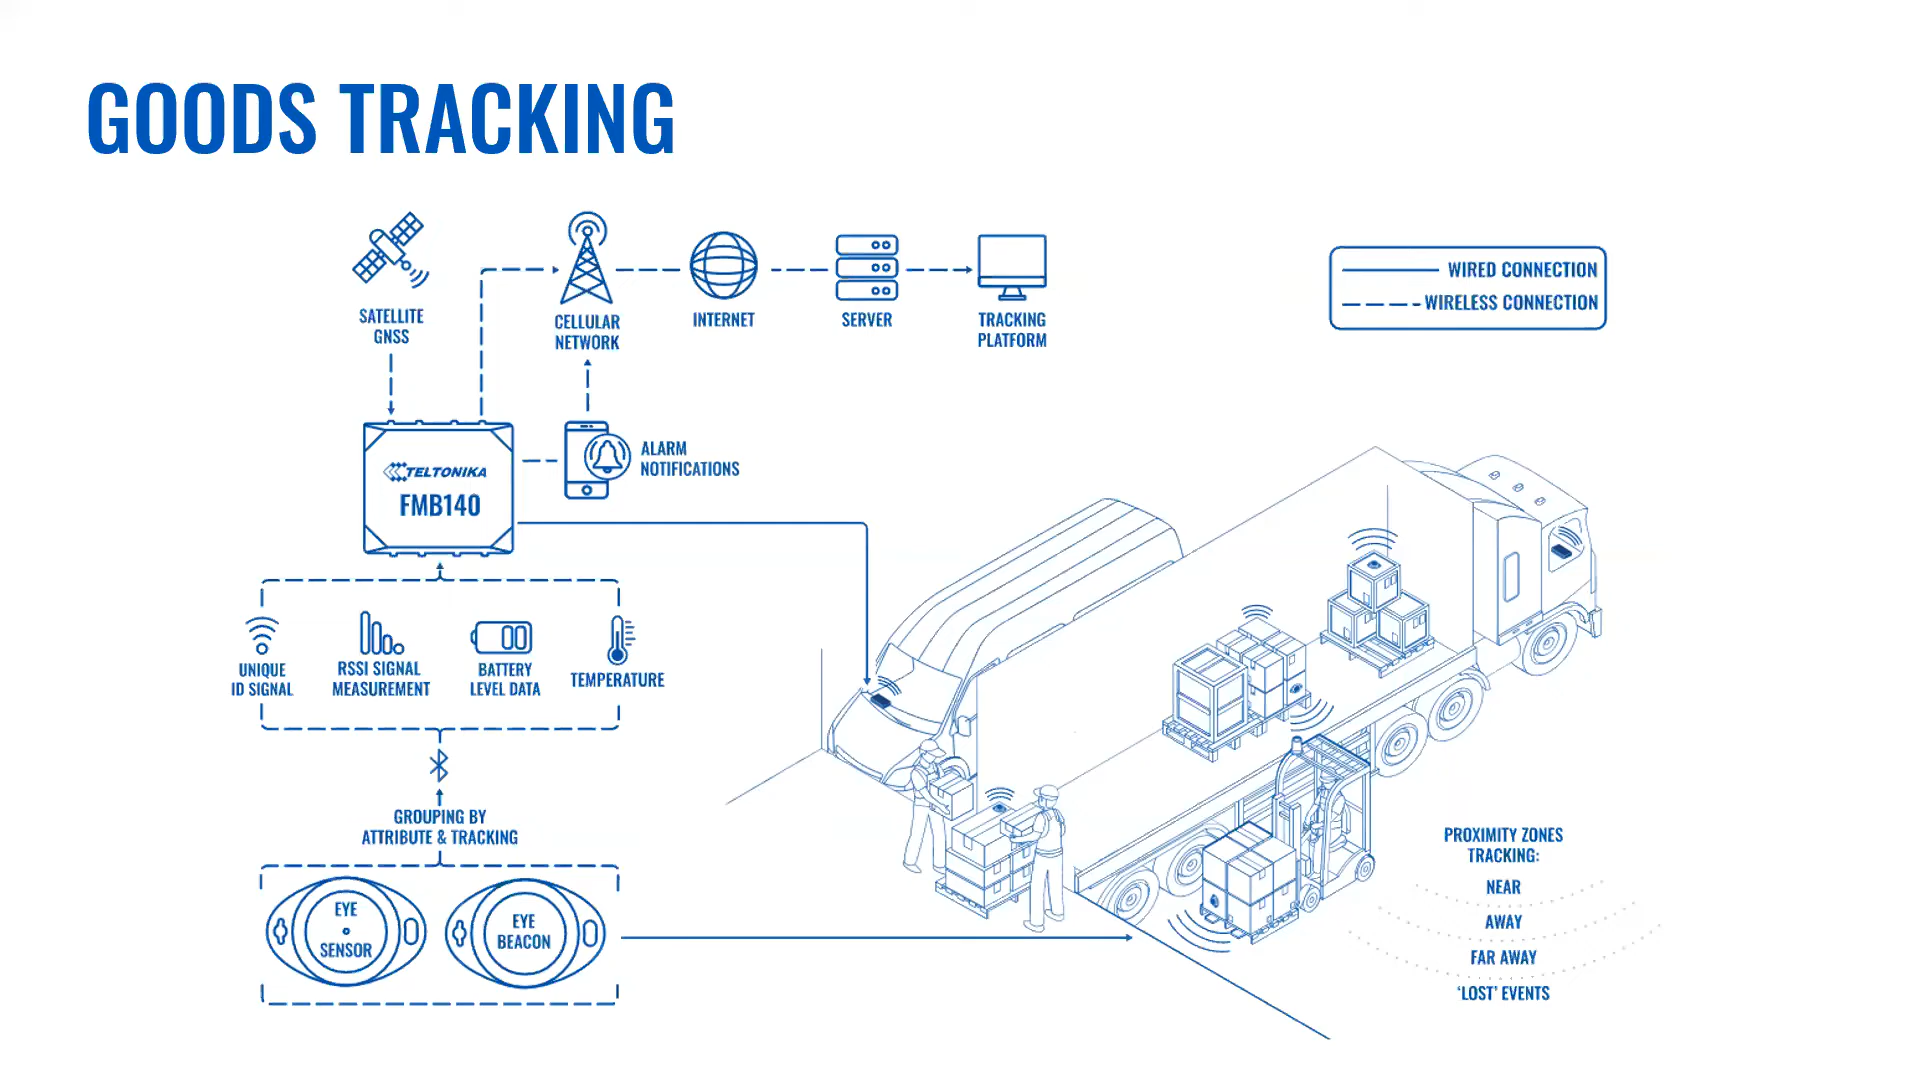 GOODS TRACKING
SATELLITE
GNSS
CELLULAR
NETWORK
INTERNET
SERVER
TRACKING
PLATFORM
WIRED CONNECTION
WIRELESS CONNECTION
TELTONIKA
FMB140
ALARM
NOTIFICATIONS
UNIQUE
ID SIGNAL
RSSI SIGNAL
MEASUREMENT
BATTERY
LEVEL DATA
TEMPERATURE
GROUPING BY
ATTRIBUTE & TRACKING
EYE
SENSOR
EYE
BEACON
PROXIMITY ZONES
TRACKING:
NEAR
AWAY
FAR AWAY
‘LOST’ EVENTS